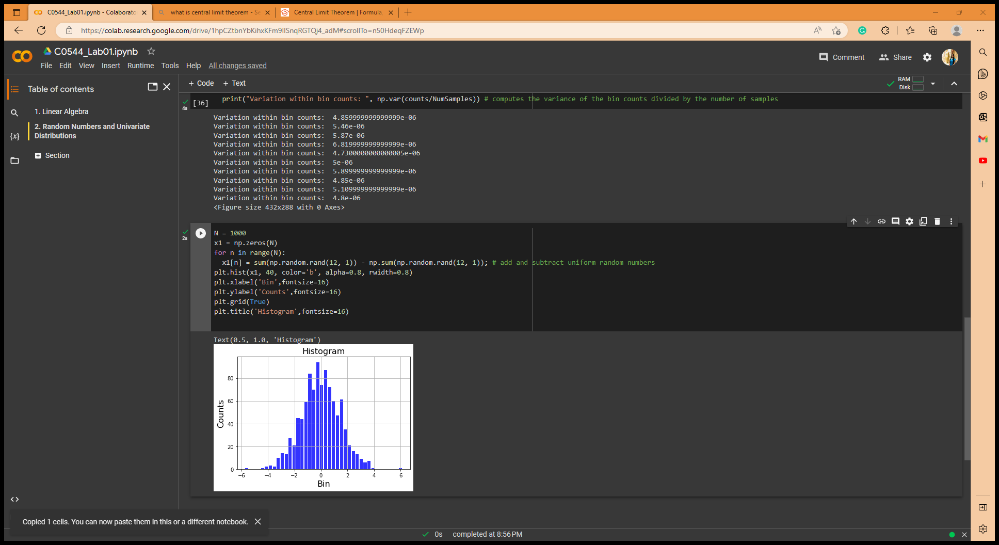 C0544_Lab01.ipynb - Colaborato
what is central limit theorem - Se
Central Limit Theorem | Formula,
https://colab.research.google.com/drive/1hpCZtbnYbKihxKFm9IlSnqRGTQj4_adM#scrollTo=n50HdeqFZEWp
C0544_Lab01.ipynb
File Edit View Insert Runtime Tools Help All changes saved
Comment Share
Table of contents
1. Linear Algebra
2. Random Numbers and Univariate
Distributions
Section
+ Code + Text
RAM
Disk
4s
[36] print("Variation within bin counts: ", np.var(counts/NumSamples)) # computes the variance of the bin counts divided by the number of samples
Variation within bin counts: 4.859999999999999e-06
Variation within bin counts: 5.46e-06
Variation within bin counts: 5.87e-06
Variation within bin counts: 6.819999999999999e-06
Variation within bin counts: 4.7300000000000005e-06
Variation within bin counts: 5e-06
Variation within bin counts: 5.899999999999999e-06
Variation within bin counts: 4.85e-06
Variation within bin counts: 5.109999999999999e-06
Variation within bin counts: 4.8e-06
<Figure size 432x288 with 0 Axes>
2s
N = 1000
x1 = np.zeros(N)
for n in range(N):
x1[n] = sum(np.random.rand(12, 1)) - np.sum(np.random.rand(12, 1)); # add and subtract uniform random numbers
plt.hist(x1, 40, color='b', alpha=0.8, rwidth=0.8)
plt.xlabel('Bin',fontsize=16)
plt.ylabel('Counts',fontsize=16)
plt.grid(True)
plt.title('Histogram',fontsize=16)
Text(0.5, 1.0, 'Histogram')
Histogram
Counts
80
60
40
20
0
−6 −4 −2 0 2 4 6
Bin
Copied 1 cells. You can now paste them in this or a different notebook.
0s completed at 8:56 PM